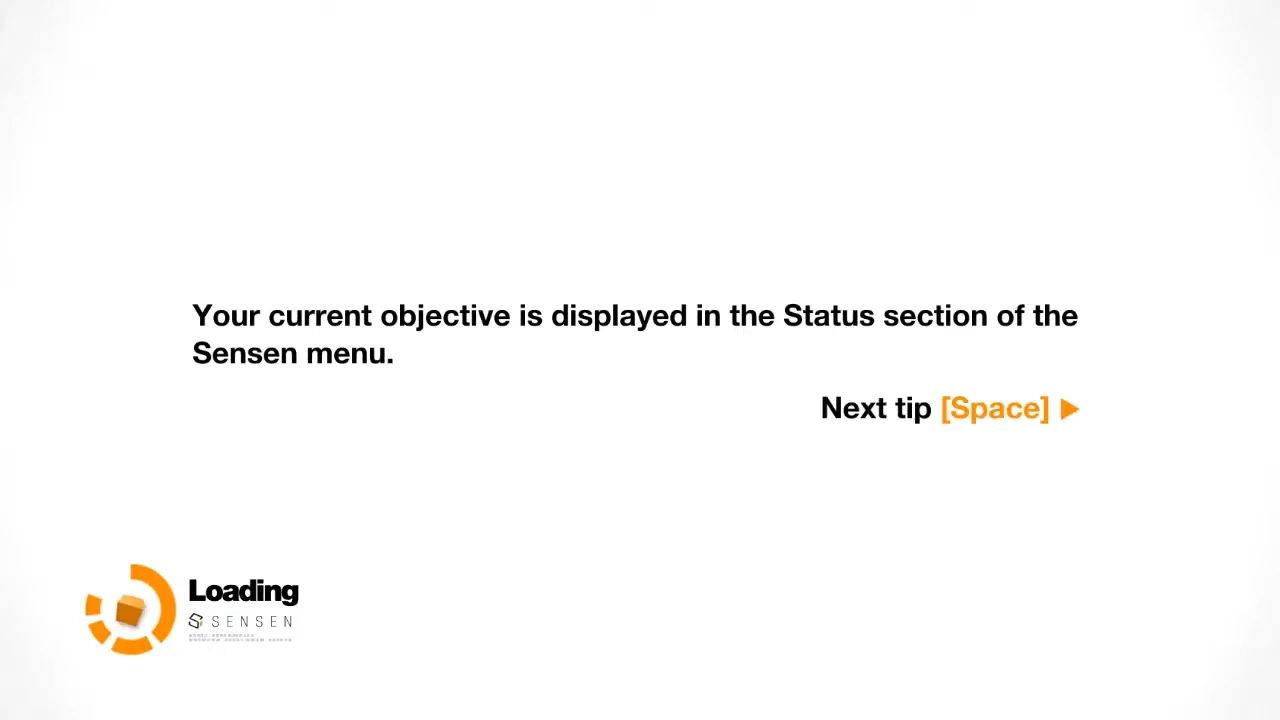 Your current objective is displayed in the Status section of the
Sensen menu.
Next tip [Space]
Loading
SENSEN